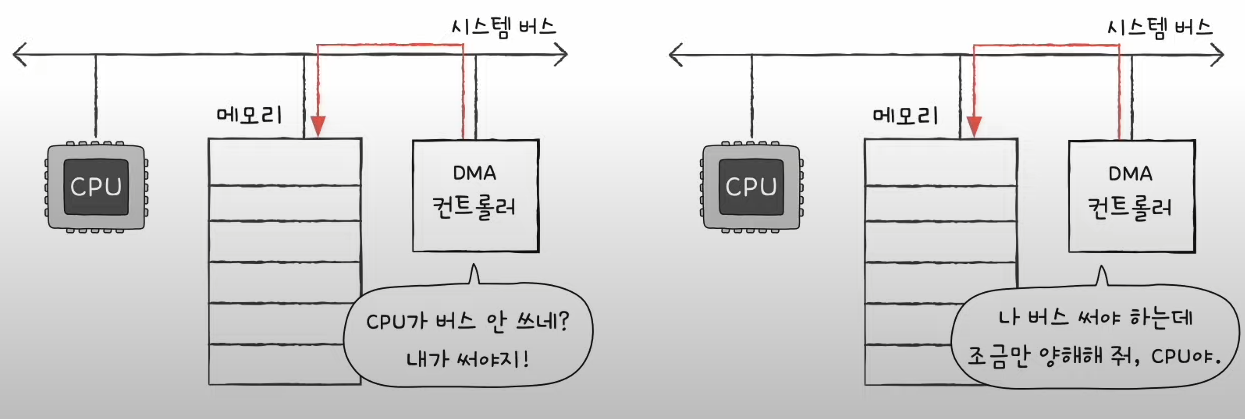 시스템 버스
메모리
CPU
DMA
컨트롤러
CPU가 버스 안 쓰네?
내가 써야지!
시스템 버스
메모리
CPU
DMA
컨트롤러
나 버스 써야 하는데
조금만 양해해 줘, CPU야.